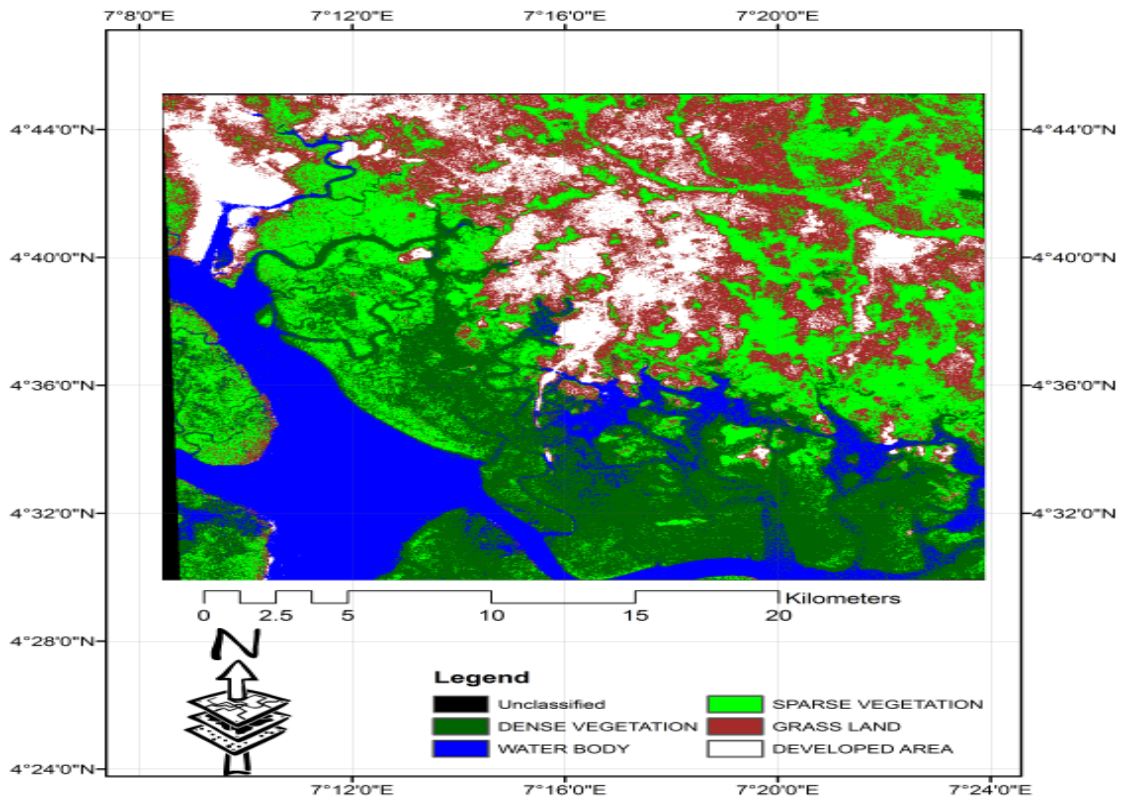 7°8'0"E 7°12'0"E 7°16'0"E 7°20'0"E
4°44'0"N 4°44'0"N
4°40'0"N 4°40'0"N
4°36'0"N 4°36'0"N
4°32'0"N 4°32'0"N
0 2.5 5 10 15 20 Kilometers
4°28'0"N
N
Legend
Unclassified SPARSE VEGETATION
DENSE VEGETATION GRASS LAND
WATER BODY DEVELOPED AREA
4°24'0"N
7°12'0"E 7°16'0"E 7°20'0"E 7°24'0"E